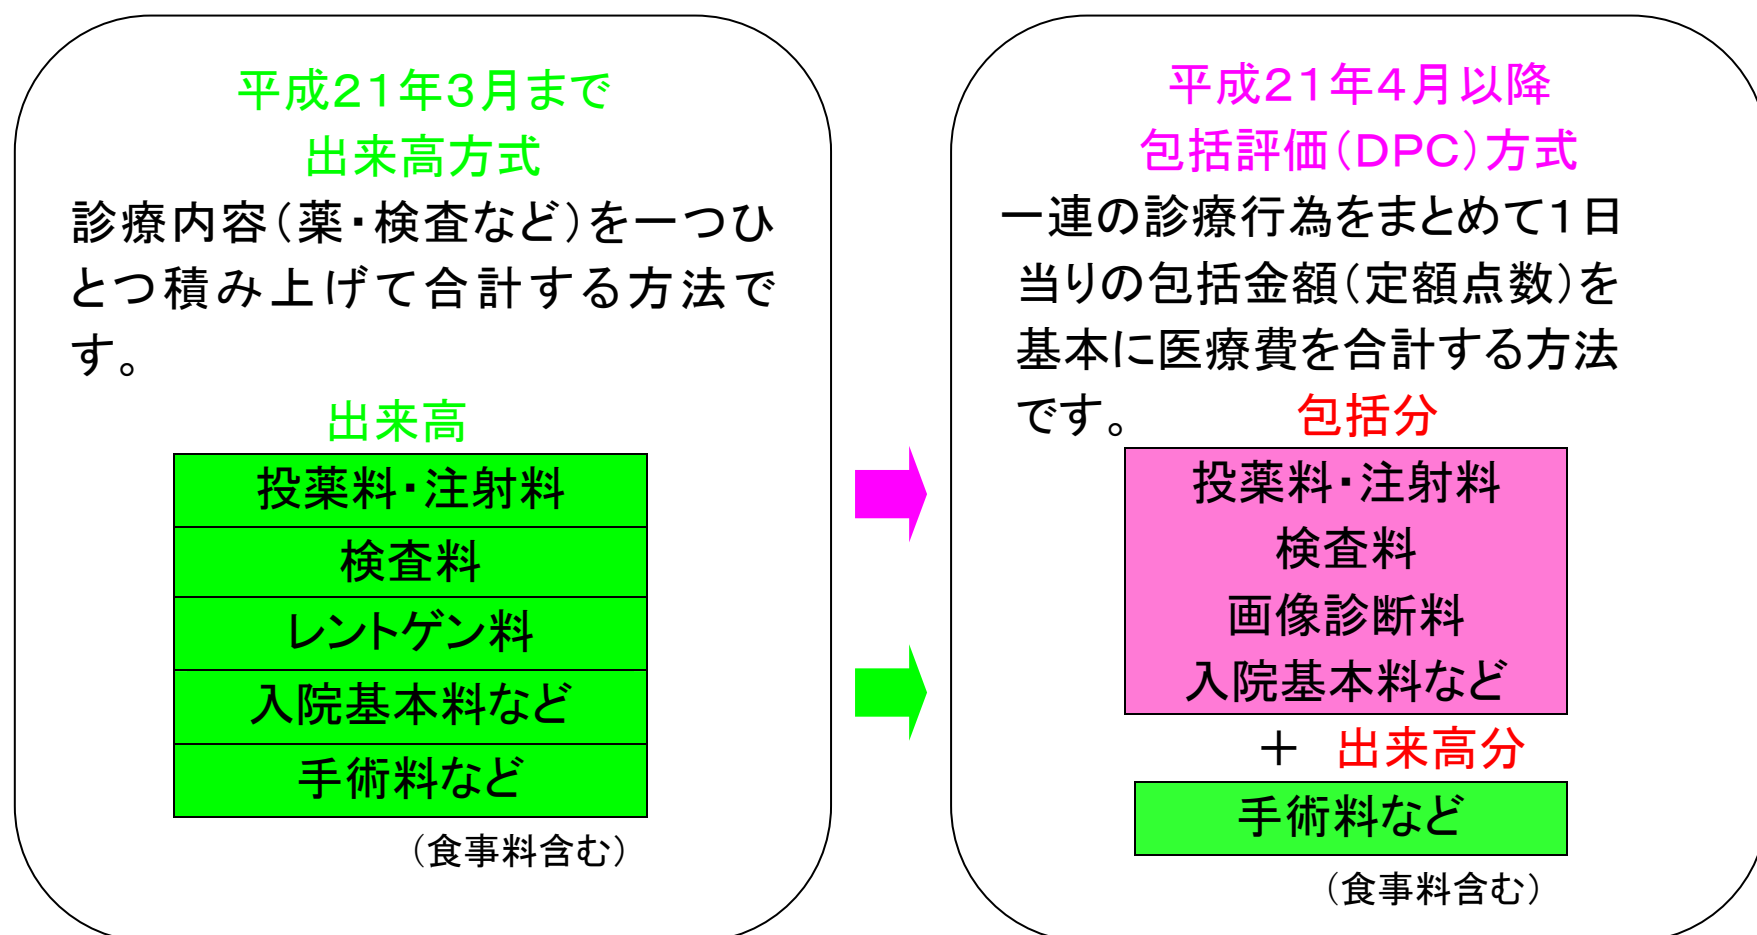 平成21年3月まで
出来高方式
診療内容（薬・検査など）を一つひ
とつ積み上げて合計する方法で
す。
出来高
投薬料・注射料
検査料
レントゲン料
入院基本料など
手術料など
（食事料含む）
平成21年4月以降
包括評価（DPC）方式
一連の診療行為をまとめて1日
当りの包括金額（定額点数）を
基本に医療費を合計する方法
です。
包括分
投薬料・注射料
検査料
画像診断料
入院基本料など
＋ 出来高分
手術料など
（食事料含む）